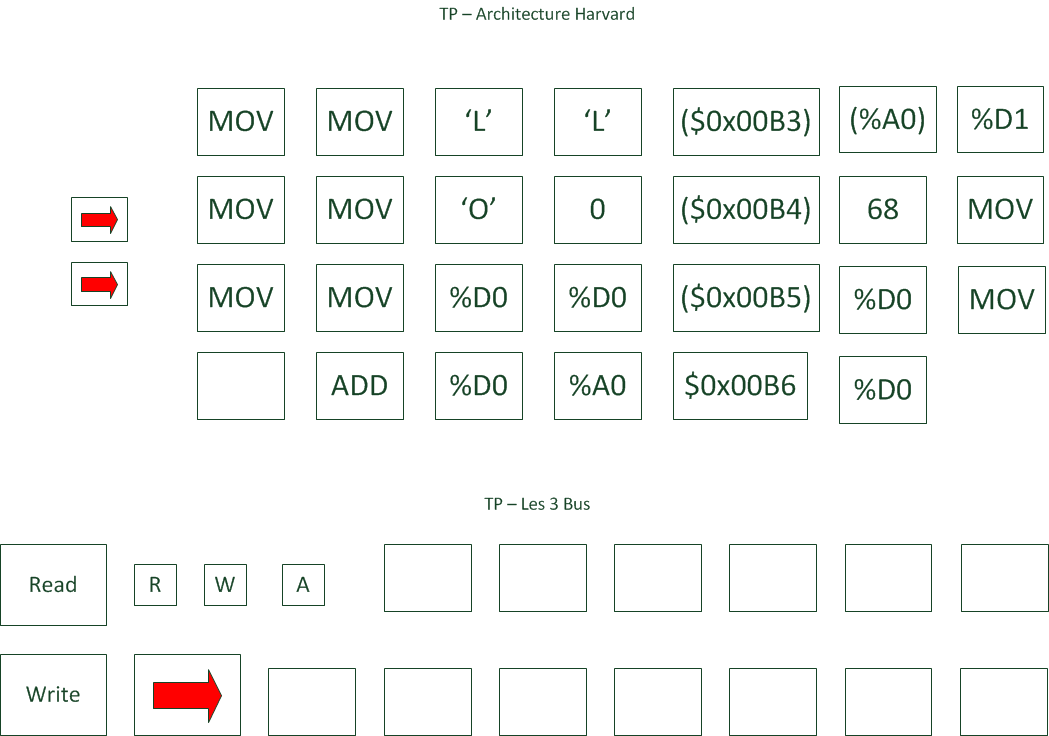 TP – Architecture Harvard
MOV MOV ‘L’ ‘L’ ($0x00B3) (%A0) %D1
MOV MOV ‘O’ 0 ($0x00B4) 68 MOV
MOV MOV %D0 %D0 ($0x00B5) %D0 MOV
ADD %D0 %A0 $0x00B6 %D0
TP – Les 3 Bus
Read R W A
Write